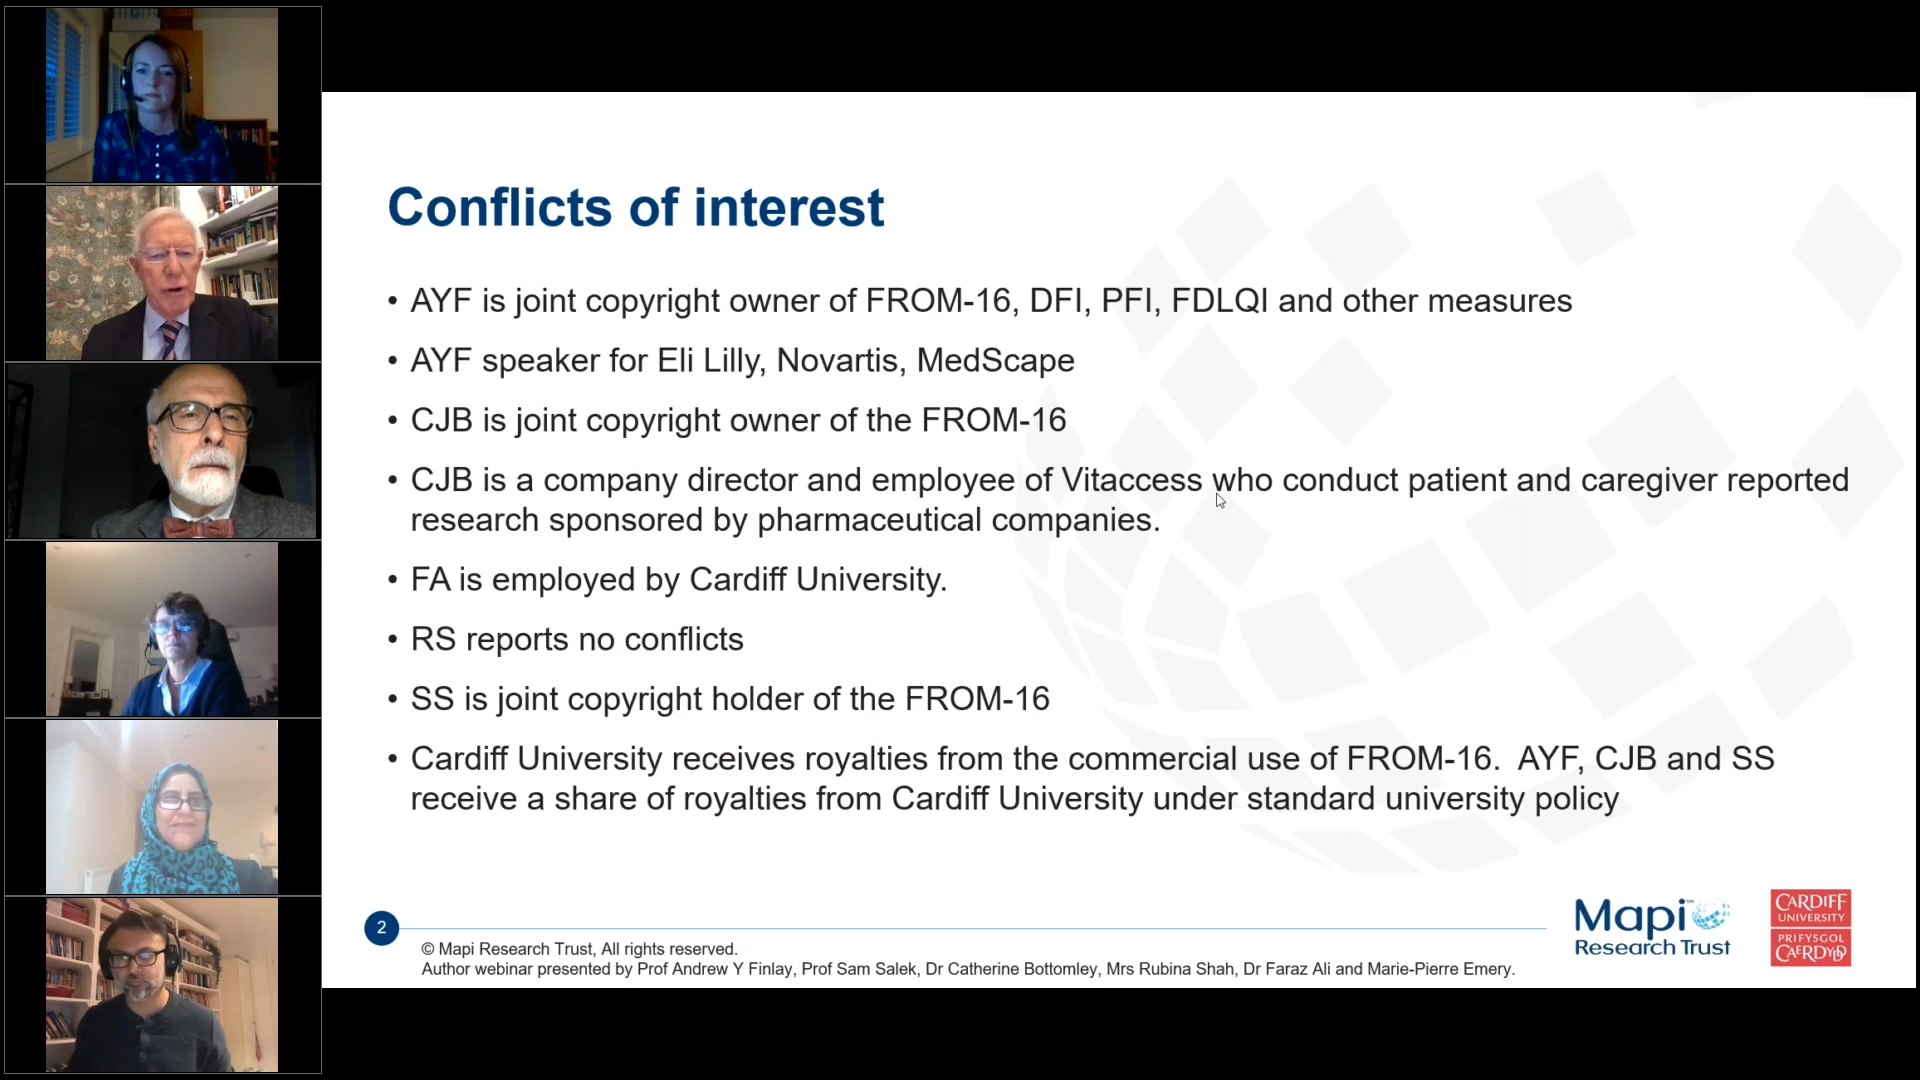 Conflicts of interest
• AYF is joint copyright owner of FROM-16, DFI, PFI, FDLQI and other measures
• AYF speaker for Eli Lilly, Novartis, MedScape
• CJB is joint copyright owner of the FROM-16
• CJB is a company director and employee of Vitaccess who conduct patient and caregiver reported
research sponsored by pharmaceutical companies.
• FA is employed by Cardiff University.
• RS reports no conflicts
• SS is joint copyright holder of the FROM-16
• Cardiff University receives royalties from the commercial use of FROM-16.  AYF, CJB and SS
receive a share of royalties from Cardiff University under standard university policy
2
© Mapi Research Trust, All rights reserved.
Author webinar presented by Prof Andrew Y Finlay, Prof Sam Salek, Dr Catherine Bottomley, Mrs Rubina Shah, Dr Faraz Ali and Marie-Pierre Emery.
Mapi™
Research Trust
CARDIFF
UNIVERSITY
PRIFYSGOL
CAERDYDD